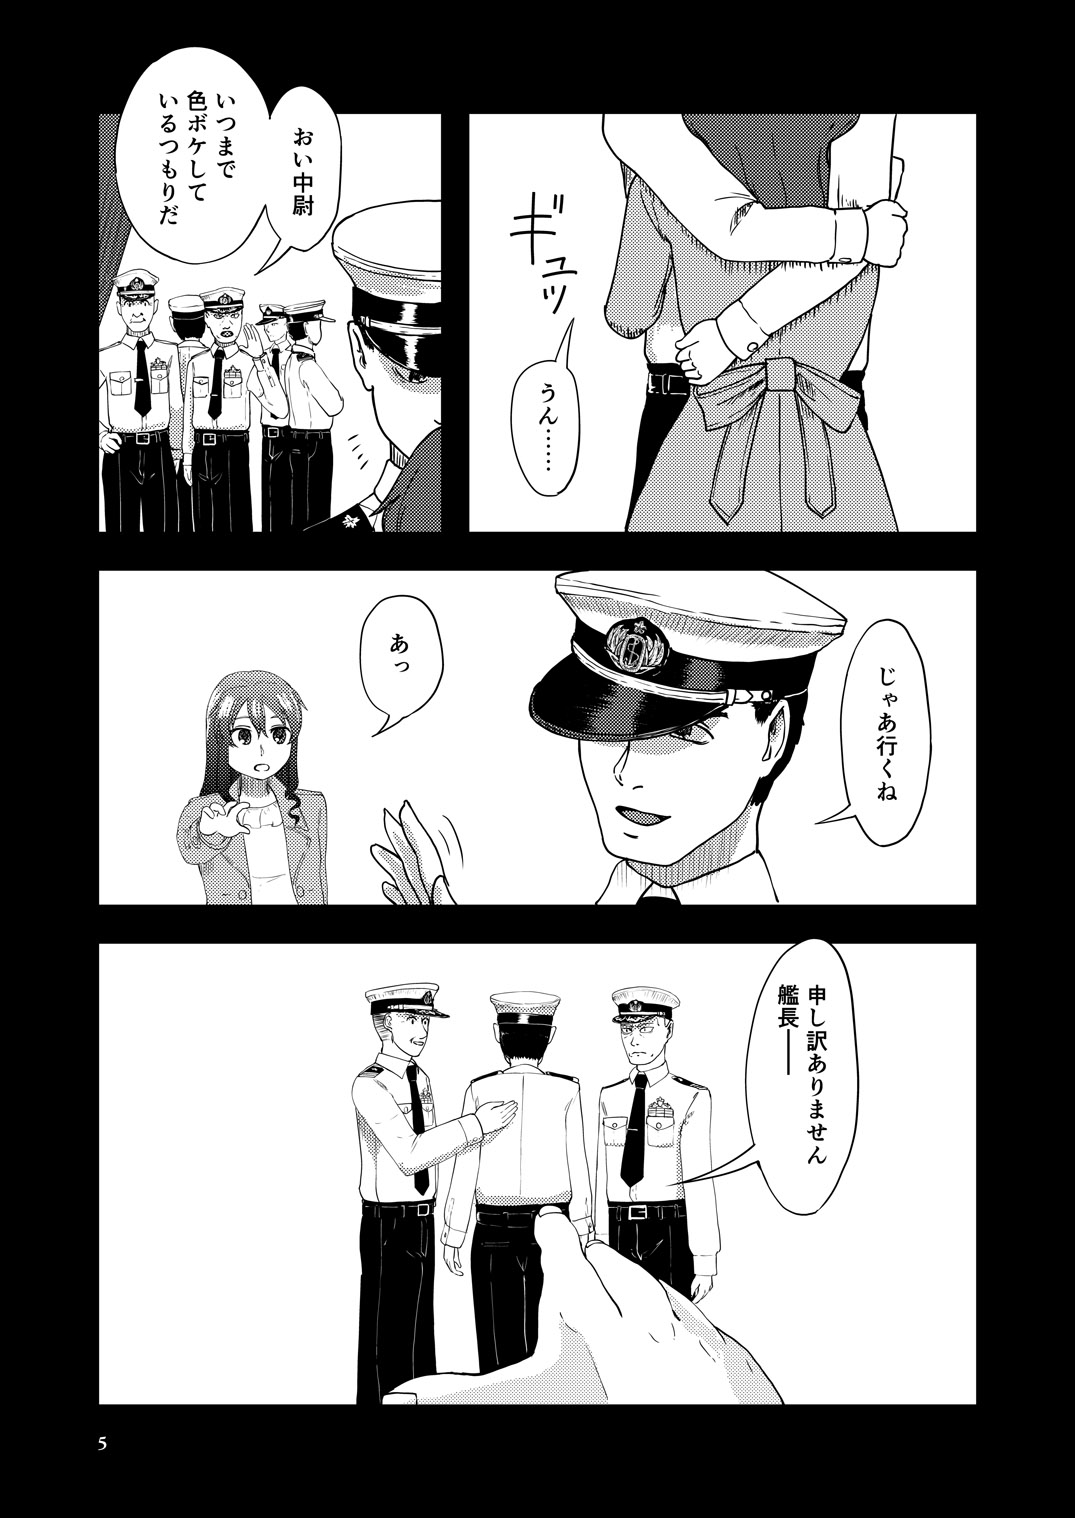 ギュッ
うん……
おい中尉
いつまで
色ボケして
いるつもりだ
じゃあ行くね
あっ
申し訳ありません
艦長――
5